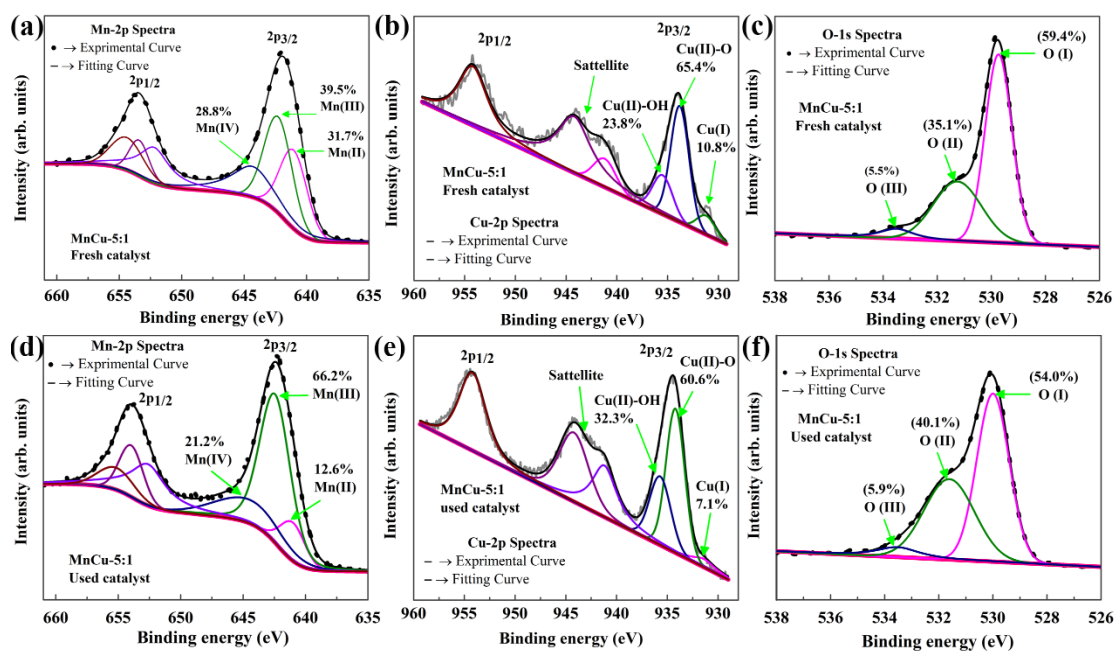 (a)
Mn-2p Spectra
• → Exprimental Curve
– → Fitting Curve
2p1/2
2p3/2
39.5%
Mn(III)
28.8%
Mn(IV)
31.7%
Mn(II)
MnCu-5:1
Fresh catalyst
Intensity (arb. units)
660 655 650 645 640 635
Binding energy (eV)
(b)
2p1/2
2p3/2
Cu(II)-O
65.4%
Sattellite
Cu(II)-OH
23.8%
Cu(I)
10.8%
MnCu-5:1
Fresh catalyst
Cu-2p Spectra
– → Exprimental Curve
– → Fitting Curve
Intensity (arb. units)
960 955 950 945 940 935 930
Binding energy (eV)
(c)
O-1s Spectra
• → Exprimental Curve
– → Fitting Curve
(59.4%)
O (I)
MnCu-5:1
Fresh catalyst
(35.1%)
O (II)
(5.5%)
O (III)
Intensity (arb. units)
538 536 534 532 530 528 526
Binding energy (eV)
(d)
Mn-2p Spectra
• → Exprimental Curve
– → Fitting Curve
2p1/2
2p3/2
66.2%
Mn(III)
21.2%
Mn(IV)
12.6%
Mn(II)
MnCu-5:1
Used catalyst
Intensity (arb. units)
660 655 650 645 640 635
Binding energy (eV)
(e)
2p1/2
2p3/2
Cu(II)-O
60.6%
Sattellite
Cu(II)-OH
32.3%
Cu(I)
7.1%
MnCu-5:1
used catalyst
Cu-2p Spectra
– → Exprimental Curve
– → Fitting Curve
Intensity (arb. units)
960 955 950 945 940 935 930
Binding energy (eV)
(f)
O-1s Spectra
• → Exprimental Curve
– → Fitting Curve
(54.0%)
O (I)
MnCu-5:1
Used catalyst
(40.1%)
O (II)
(5.9%)
O (III)
Intensity (arb. units)
538 536 534 532 530 528 526
Binding energy (eV)